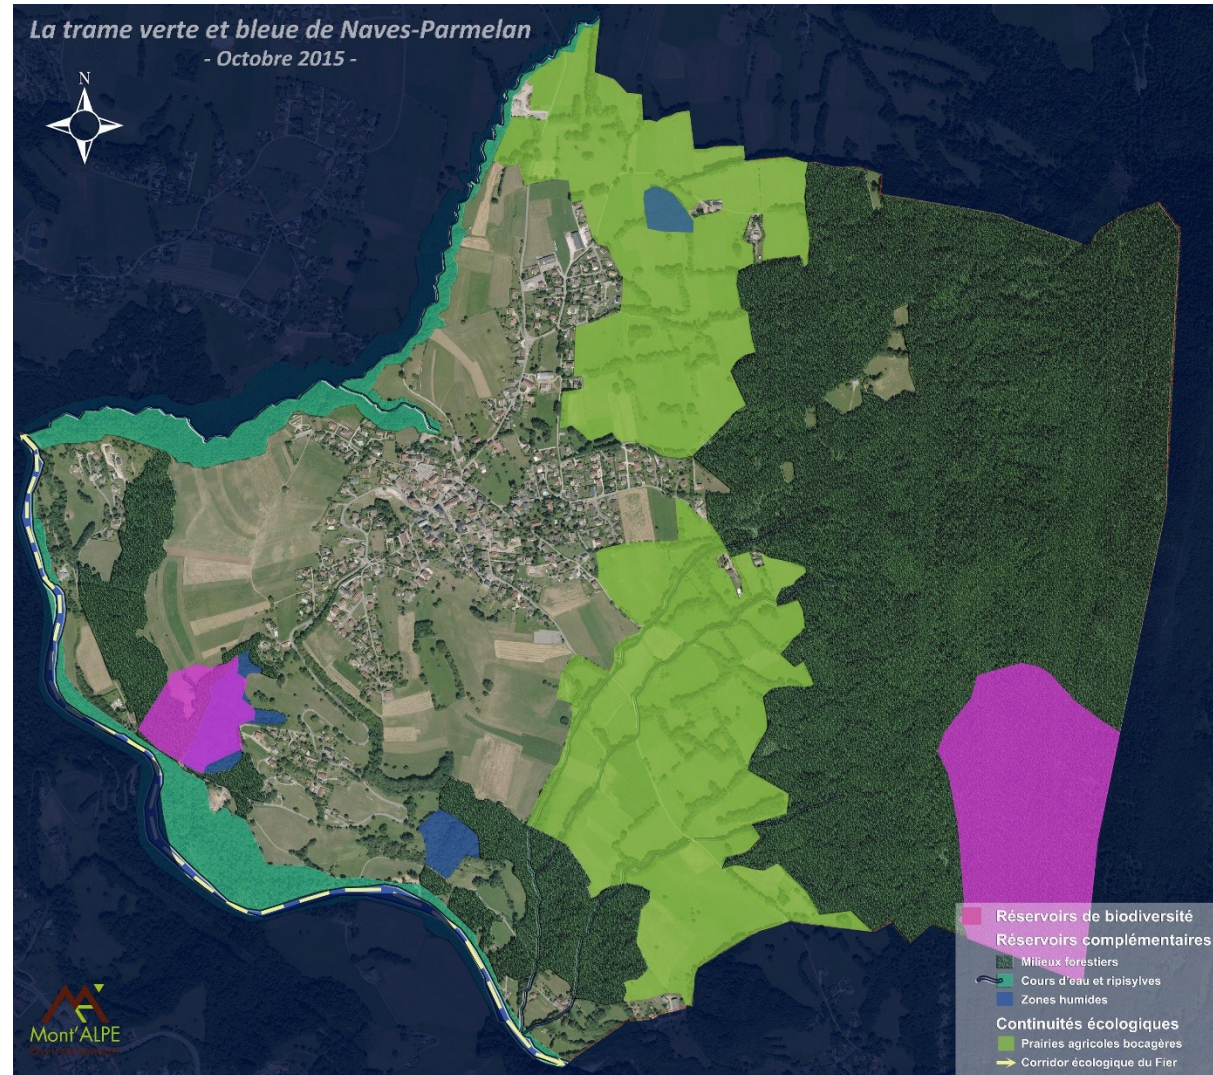 La trame verte et bleue de Naves-Parmelan
- Octobre 2015 -
N
Réservoirs de biodiversité
Réservoirs complémentaires
Milieux forestiers
Cours d'eau et ripisylves
Zones humides
Continuités écologiques
Prairies agricoles bocagères
Corridor écologique du Fier
Mont'ALPE